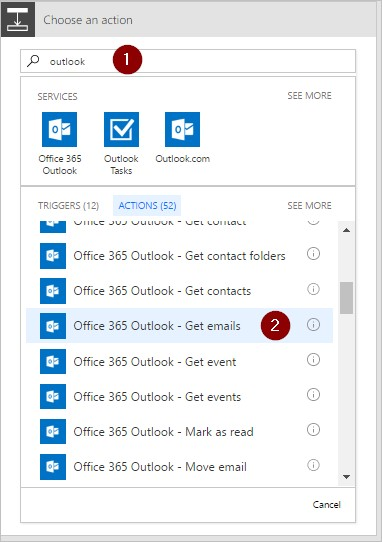 Choose an action
outlook
1
SERVICES
SEE MORE
Office 365
Outlook
Outlook
Tasks
Outlook.com
TRIGGERS (12)
ACTIONS (52)
SEE MORE
Office 365 Outlook - Get contact
Office 365 Outlook - Get contact folders
Office 365 Outlook - Get contacts
Office 365 Outlook - Get emails
2
Office 365 Outlook - Get event
Office 365 Outlook - Get events
Office 365 Outlook - Mark as read
Office 365 Outlook - Move email
Cancel